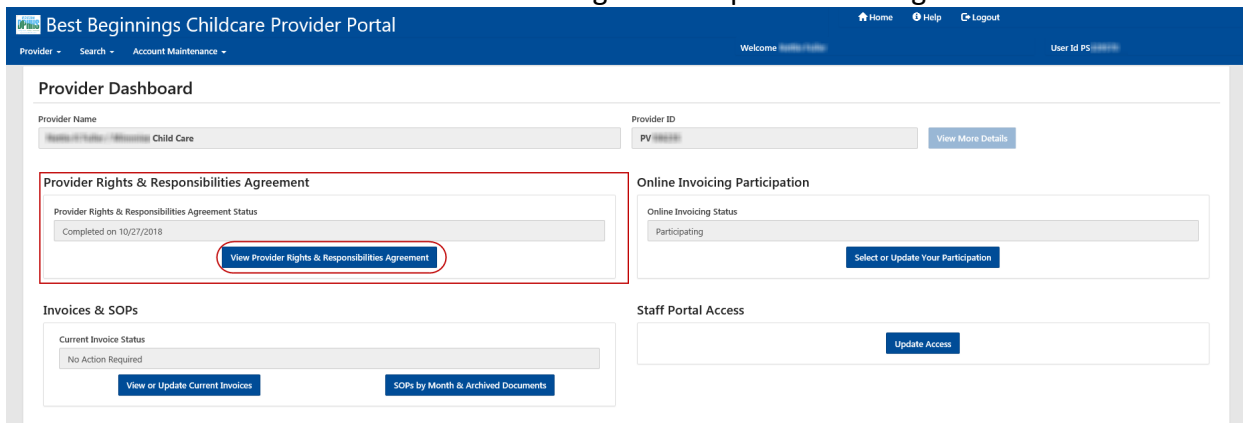 Best Beginnings Childcare Provider Portal
Home Help Logout
Provider Search Account Maintenance
Welcome
User Id PS
Provider Dashboard
Provider Name
Provider ID
Child Care
PV
View More Details
Provider Rights & Responsibilities Agreement
Online Invoicing Participation
Provider Rights & Responsibilities Agreement Status
Online Invoicing Status
Completed on 10/27/2018
Participating
View Provider Rights & Responsibilities Agreement
Select or Update Your Participation
Invoices & SOPs
Staff Portal Access
Current Invoice Status
Update Access
No Action Required
View or Update Current Invoices
SOPs by Month & Archived Documents